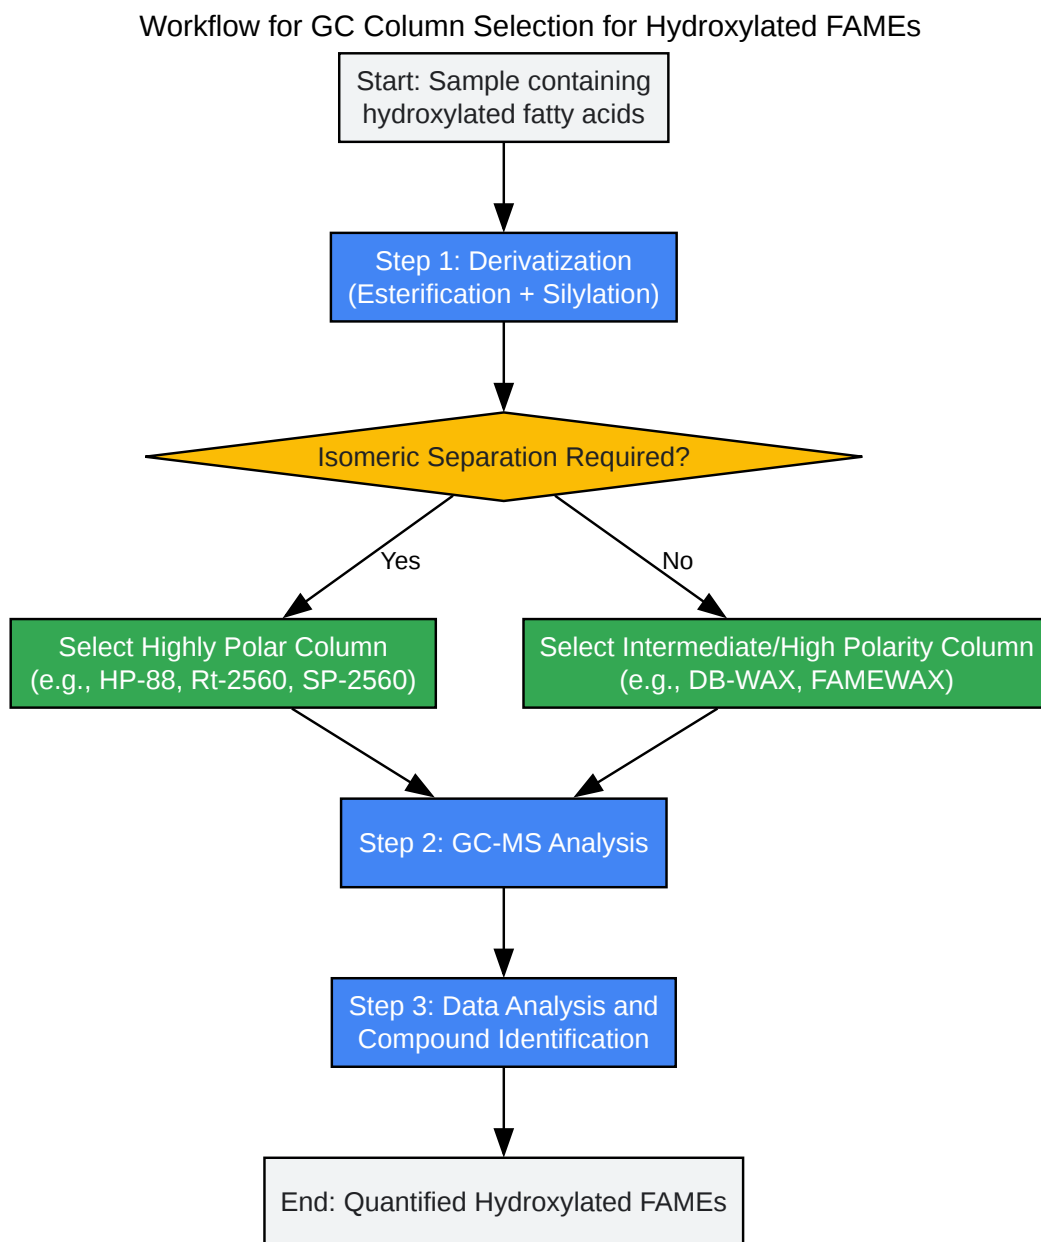 Workflow for GC Column Selection for Hydroxylated FAMEs
Start: Sample containing
hydroxylated fatty acids
Step 1: Derivatization
(Esterification + Silylation)
Isomeric Separation Required?
Yes
No
Select Highly Polar Column
(e.g., HP-88, Rt-2560, SP-2560)
Select Intermediate/High Polarity Column
(e.g., DB-WAX, FAMEWAX)
Step 2: GC-MS Analysis
Step 3: Data Analysis and
Compound Identification
End: Quantified Hydroxylated FAMEs